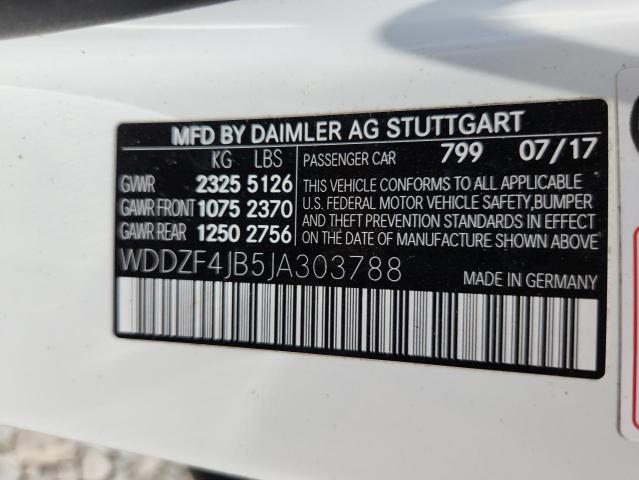 MFD BY DAIMLER AG STUTTGART
KG LBS
GVWR 2325 5126
GAWR FRONT 1075 2370
GAWR REAR 1250 2756
PASSENGER CAR 799 07/17
THIS VEHICLE CONFORMS TO ALL APPLICABLE
U.S. FEDERAL MOTOR VEHICLE SAFETY,BUMPER
AND THEFT PREVENTION STANDARDS IN EFFECT
ON THE DATE OF MANUFACTURE SHOWN ABOVE.
WDDZF4JB5JA303788
MADE IN GERMANY